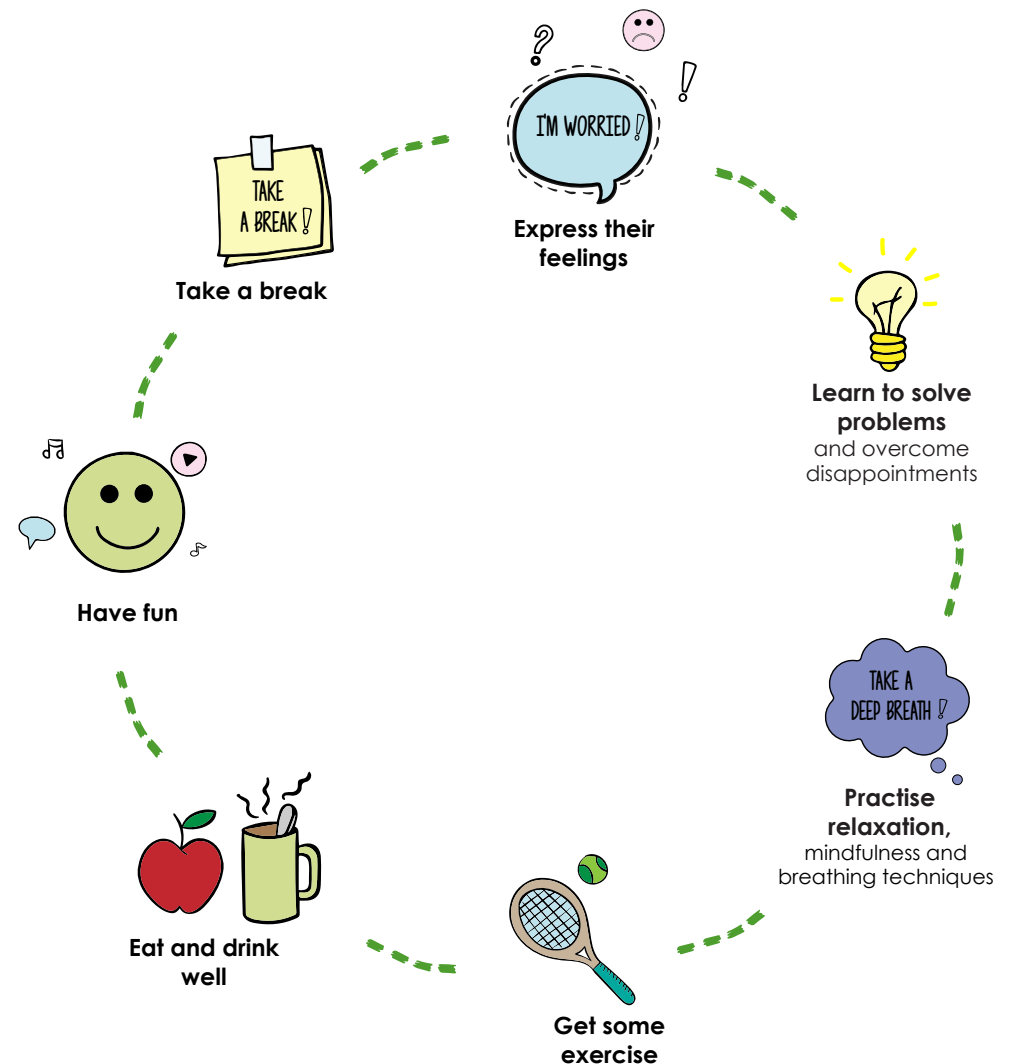 I'M WORRIED!
Express their
feelings
Learn to solve
problems
and overcome
disappointments
TAKE A
DEEP BREATH!
Practise
relaxation,
mindfulness and
breathing techniques
Get some
exercise
Eat and drink
well
Have fun
TAKE
A BREAK!
Take a break